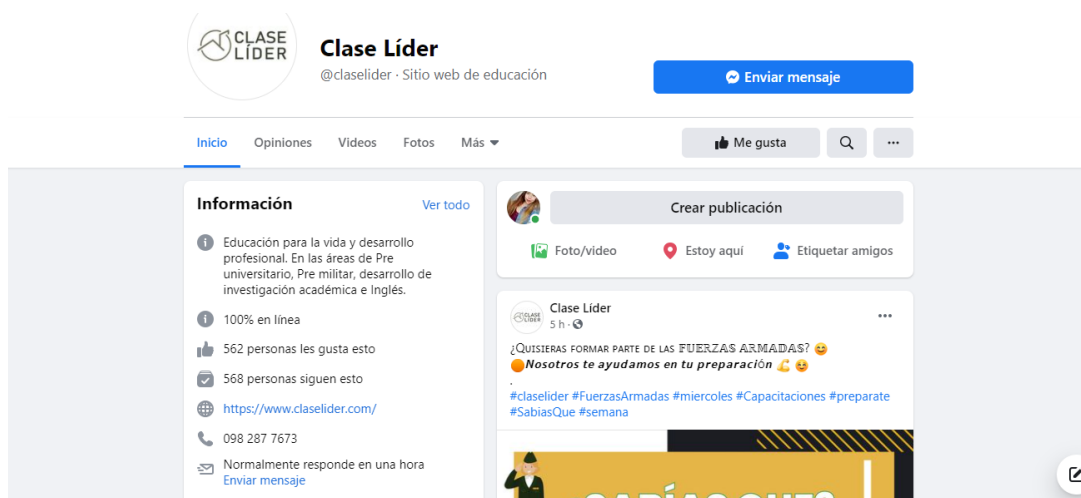 CLASE
LÍDER
Clase Líder
@claselider · Sitio web de educación
Enviar mensaje
Inicio
Opiniones
Videos
Fotos
Más
Me gusta
Información
Ver todo
Educación para la vida y desarrollo
profesional. En las áreas de Pre
universitario, Pre militar, desarrollo de
investigación académica e Inglés.
100% en línea
562 personas les gusta esto
568 personas siguen esto
https://www.claselider.com/
098 287 7673
Normalmente responde en una hora
Enviar mensaje
Crear publicación
Foto/video
Estoy aquí
Etiquetar amigos
CLASE
LÍDER
Clase Líder
5 h ·
¿Quisieras formar parte de las 𝔽𝕌𝔼ℝℤ𝔸𝕊 𝔸ℝ𝕄𝔸𝔻𝔸𝕊? 😊
🟠Nosotros te ayudamos en tu preparación 💪 😊
.
#claselider #FuerzasArmadas #miercoles #Capacitaciones #preparate
#SabiasQue #semana
¿SABÍAS QUE?